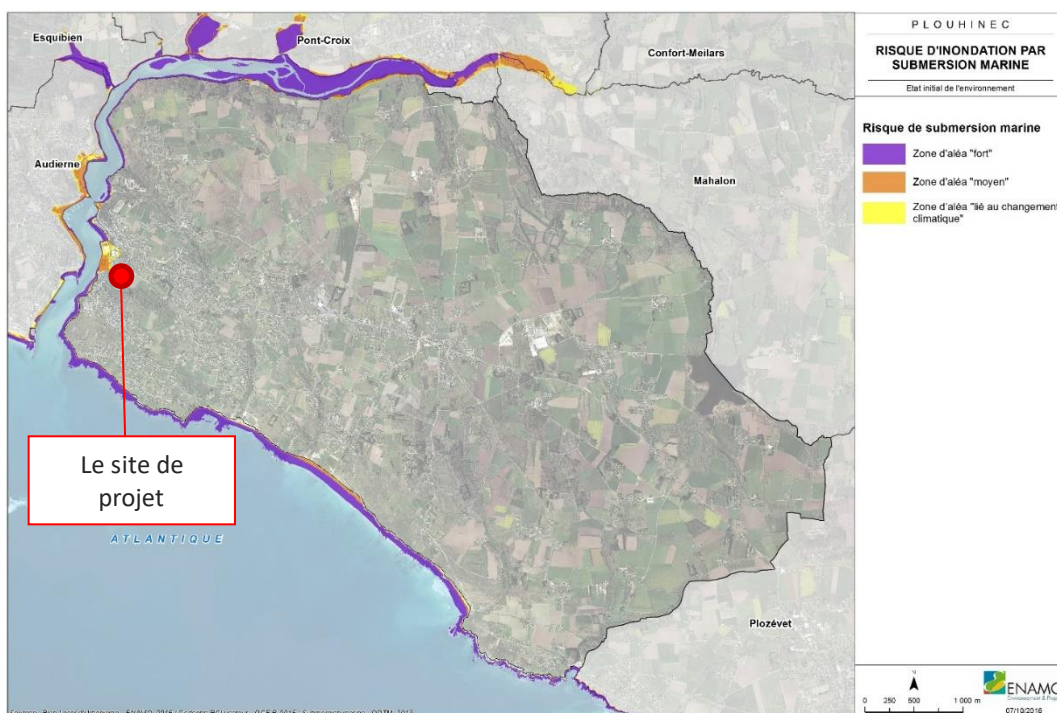 Esquibien
Pont-Croix
Confort-Meilars
Audierne
Mahalon
Le site de
projet
ATLANTIQUE
Plozévet
PLOUHINEC
RISQUE D'INONDATION PAR
SUBMERSION MARINE
Etat initial de l'environnement
Risque de submersion marine
Zone d'aléa "fort"
Zone d'aléa "moyen"
Zone d'aléa "lié au changement
climatique"
N
0 250 500 1 000 m
ENAMO
07/10/2016